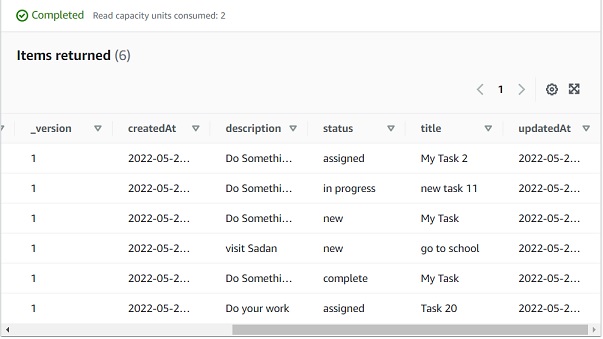 Completed Read capacity units consumed: 2
Items returned (6)
1
_version createdAt description status title updatedAt
1 2022-05-2... Do Somethi... assigned My Task 2 2022-05-2...
1 2022-05-2... Do Somethi... in progress new task 11 2022-05-2...
1 2022-05-2... Do Somethi... new My Task 2022-05-2...
1 2022-05-2... visit Sadan new go to school 2022-05-2...
1 2022-05-2... Do Somethi... complete My Task 2022-05-2...
1 2022-05-2... Do your work assigned Task 20 2022-05-2...